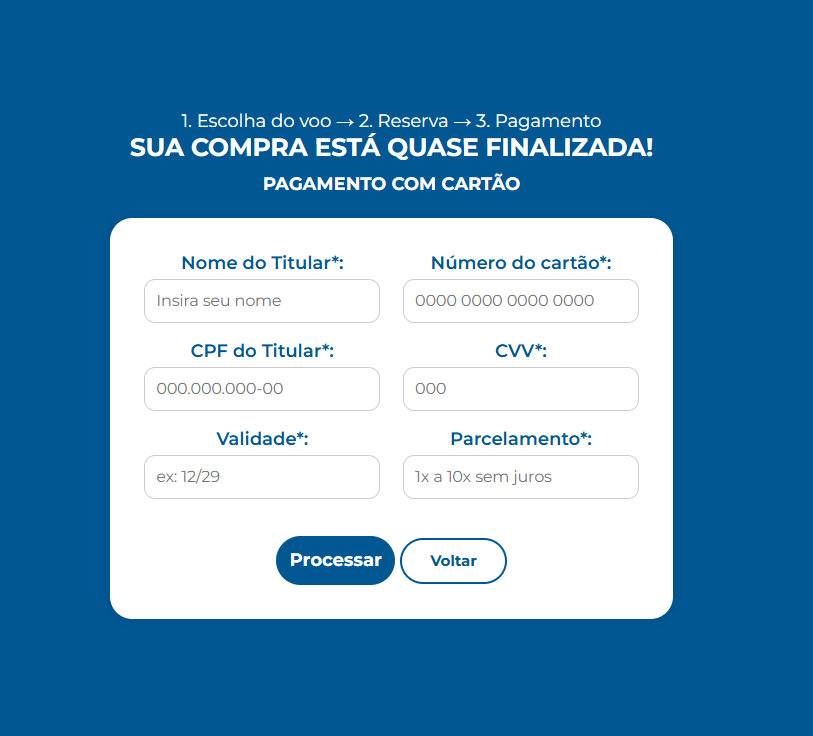 1. Escolha do voo → 2. Reserva → 3. Pagamento
SUA COMPRA ESTÁ QUASE FINALIZADA!
PAGAMENTO COM CARTÃO
Nome do Titular*:
Insira seu nome
Número do cartão*:
0000 0000 0000 0000
CPF do Titular*:
000.000.000-00
CVV*:
000
Validade*:
ex: 12/29
Parcelamento*:
1x a 10x sem juros
Processar
Voltar